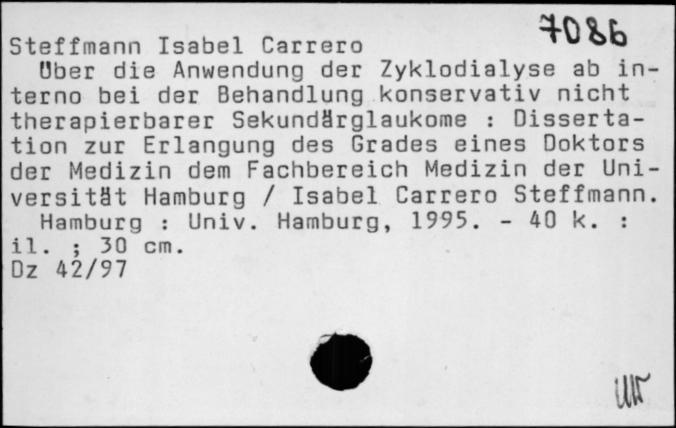 7086
Steffmann Isabel Carrero
Über die Anwendung der Zyklodialyse ab in-
terno bei der Behandlung konservativ nicht
therapierbarer Sekundärglaukome : Disserta-
tion zur Erlangung des Grades eines Doktors
der Medizin dem Fachbereich Medizin der Uni-
versität Hamburg / Isabel Carrero Steffmann.
Hamburg : Univ. Hamburg, 1995. - 40 k. :
il. ; 30 cm.
Dz 42/97